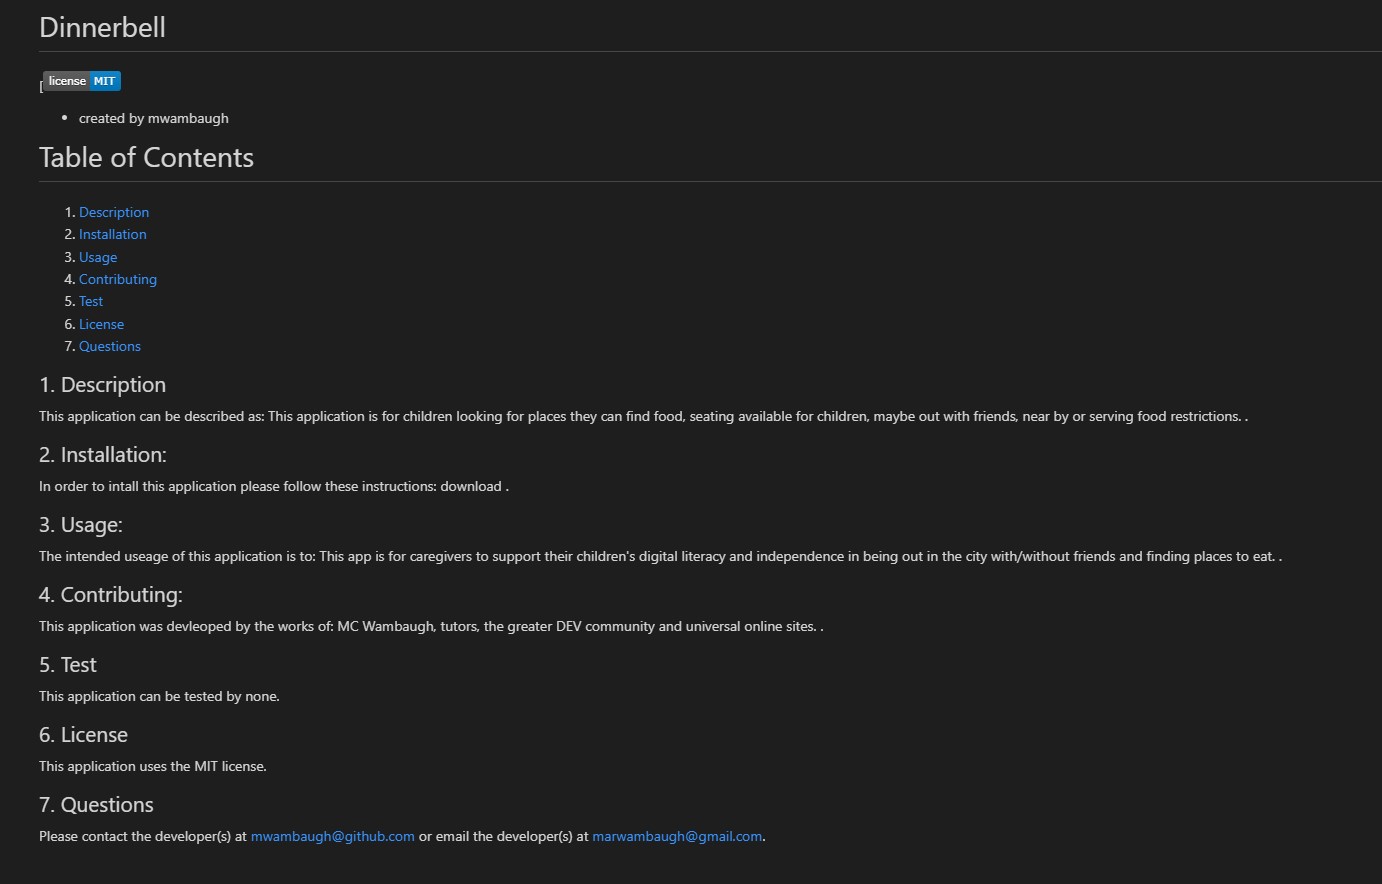 Dinnerbell
[license MIT
• created by mwambaugh
Table of Contents
1. Description
2. Installation
3. Usage
4. Contributing
5. Test
6. License
7. Questions
1. Description
This application can be described as: This application is for children looking for places they can find food, seating available for children, maybe out with friends, near by or serving food restrictions. .
2. Installation:
In order to intall this application please follow these instructions: download .
3. Usage:
The intended useage of this application is to: This app is for caregivers to support their children's digital literacy and independence in being out in the city with/without friends and finding places to eat. .
4. Contributing:
This application was devleoped by the works of: MC Wambaugh, tutors, the greater DEV community and universal online sites. .
5. Test
This application can be tested by none.
6. License
This application uses the MIT license.
7. Questions
Please contact the developer(s) at mwambaugh@github.com or email the developer(s) at marwambaugh@gmail.com.